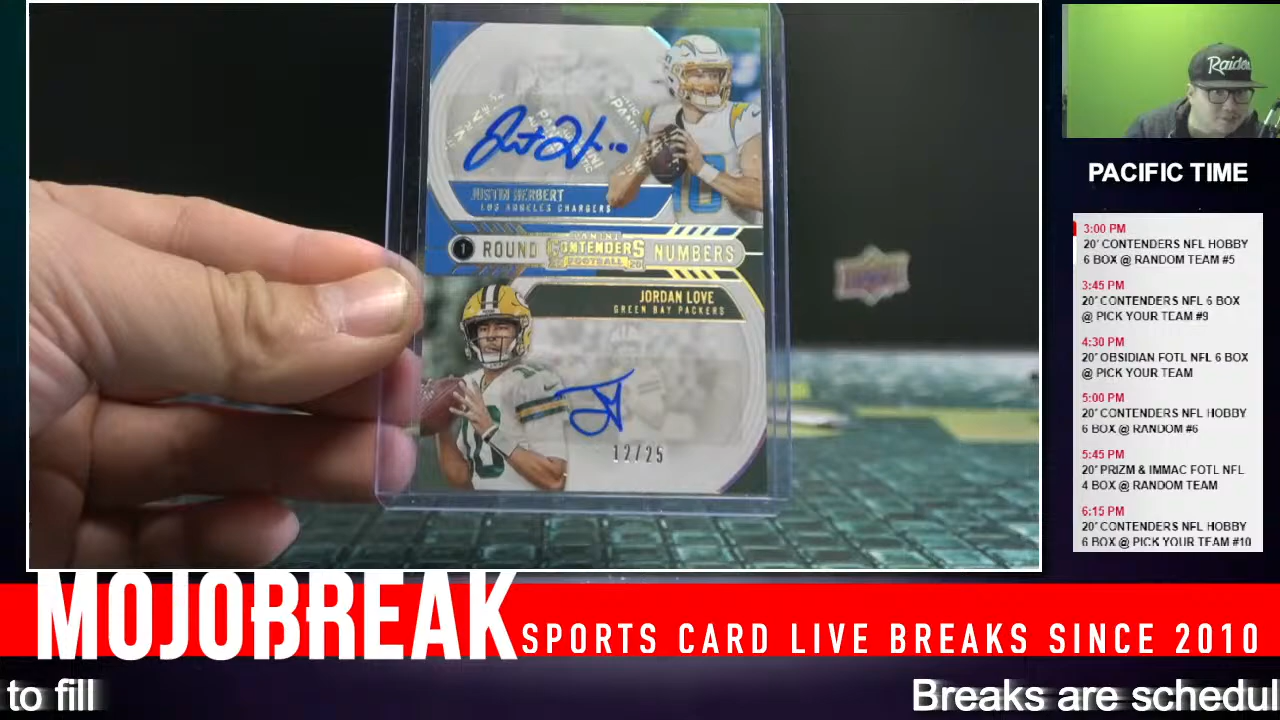 JUSTIN HERBERT
LOS ANGELES CHARGERS
1 ROUND
PANINI
CONTENDERS
FOOTBALL
NUMBERS
JORDAN LOVE
GREEN BAY PACKERS
12/25
Raiders
PACIFIC TIME
3:00 PM
20' CONTENDERS NFL HOBBY
6 BOX @ RANDOM TEAM #5
3:45 PM
20' CONTENDERS NFL 6 BOX
@ PICK YOUR TEAM #9
4:30 PM
20' OBSIDIAN FOTL NFL 6 BOX
@ PICK YOUR TEAM
5:00 PM
20' CONTENDERS NFL HOBBY
6 BOX @ RANDOM #6
5:45 PM
20' PRIZM & IMMAC FOTL NFL
4 BOX @ RANDOM TEAM
6:15 PM
20' CONTENDERS NFL HOBBY
6 BOX @ PICK YOUR TEAM #10
MOJOBREAK
SPORTS CARD LIVE BREAKS SINCE 2010
to fill
Breaks are schedul